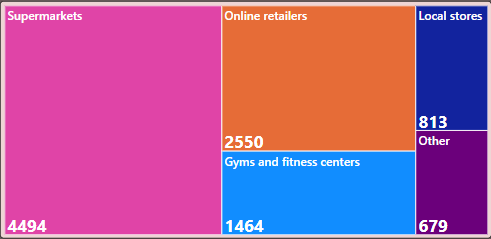 Supermarkets
4494
Online retailers
2550
Gyms and fitness centers
1464
Local stores
813
Other
679